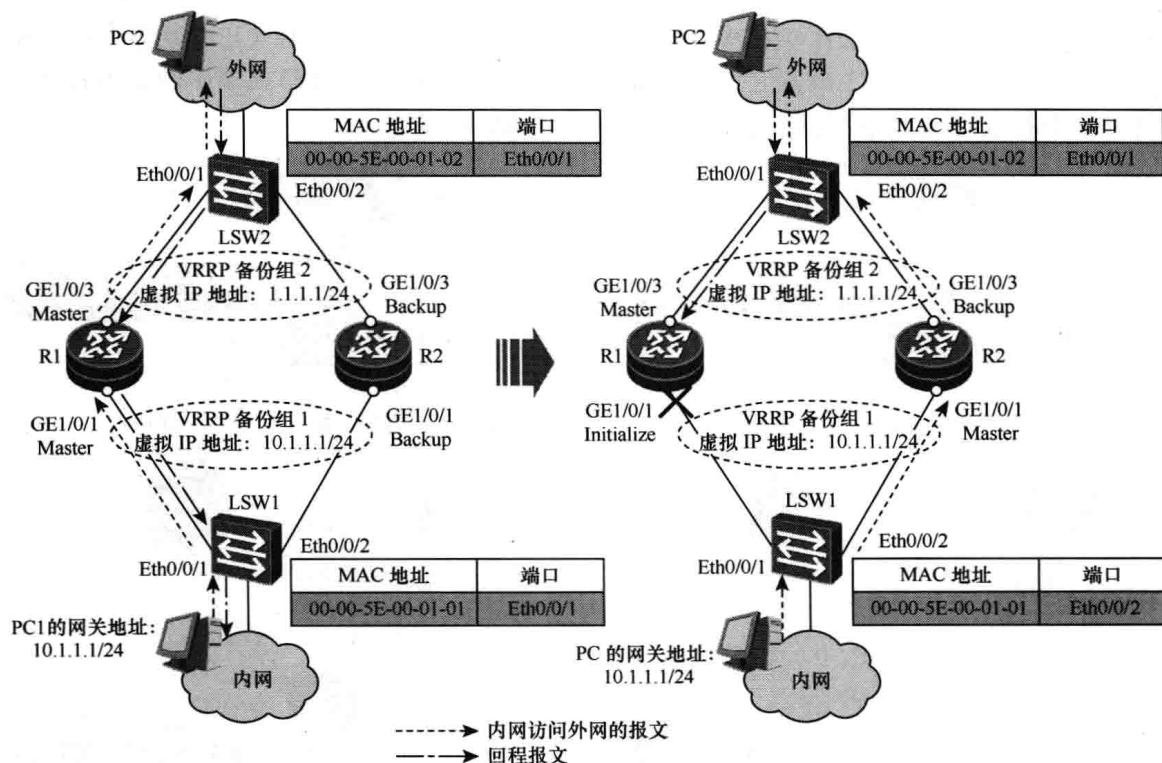 PC2
外网
MAC 地址 端口
00-00-5E-00-01-02 Eth0/0/1
Eth0/0/1
Eth0/0/2
LSW2
VRRP 备份组 2
虚拟 IP 地址：1.1.1.1/24
GE1/0/3
Master
GE1/0/3
Backup
R1
R2
GE1/0/1
Master
VRRP 备份组 1
虚拟 IP 地址：10.1.1.1/24
GE1/0/1
Backup
LSW1
Eth0/0/2
Eth0/0/1
MAC 地址 端口
00-00-5E-00-01-01 Eth0/0/1
PC1的网关地址：
10.1.1.1/24
内网
PC2
外网
MAC 地址 端口
00-00-5E-00-01-02 Eth0/0/1
Eth0/0/1
Eth0/0/2
LSW2
VRRP 备份组 2
虚拟 IP 地址：1.1.1.1/24
GE1/0/3
Master
GE1/0/3
Backup
R1
R2
GE1/0/1
Initialize
VRRP 备份组 1
虚拟 IP 地址：10.1.1.1/24
GE1/0/1
Master
LSW1
Eth0/0/2
Eth0/0/1
MAC 地址 端口
00-00-5E-00-01-01 Eth0/0/2
PC 的网关地址：
10.1.1.1/24
内网
内网访问外网的报文
回程报文